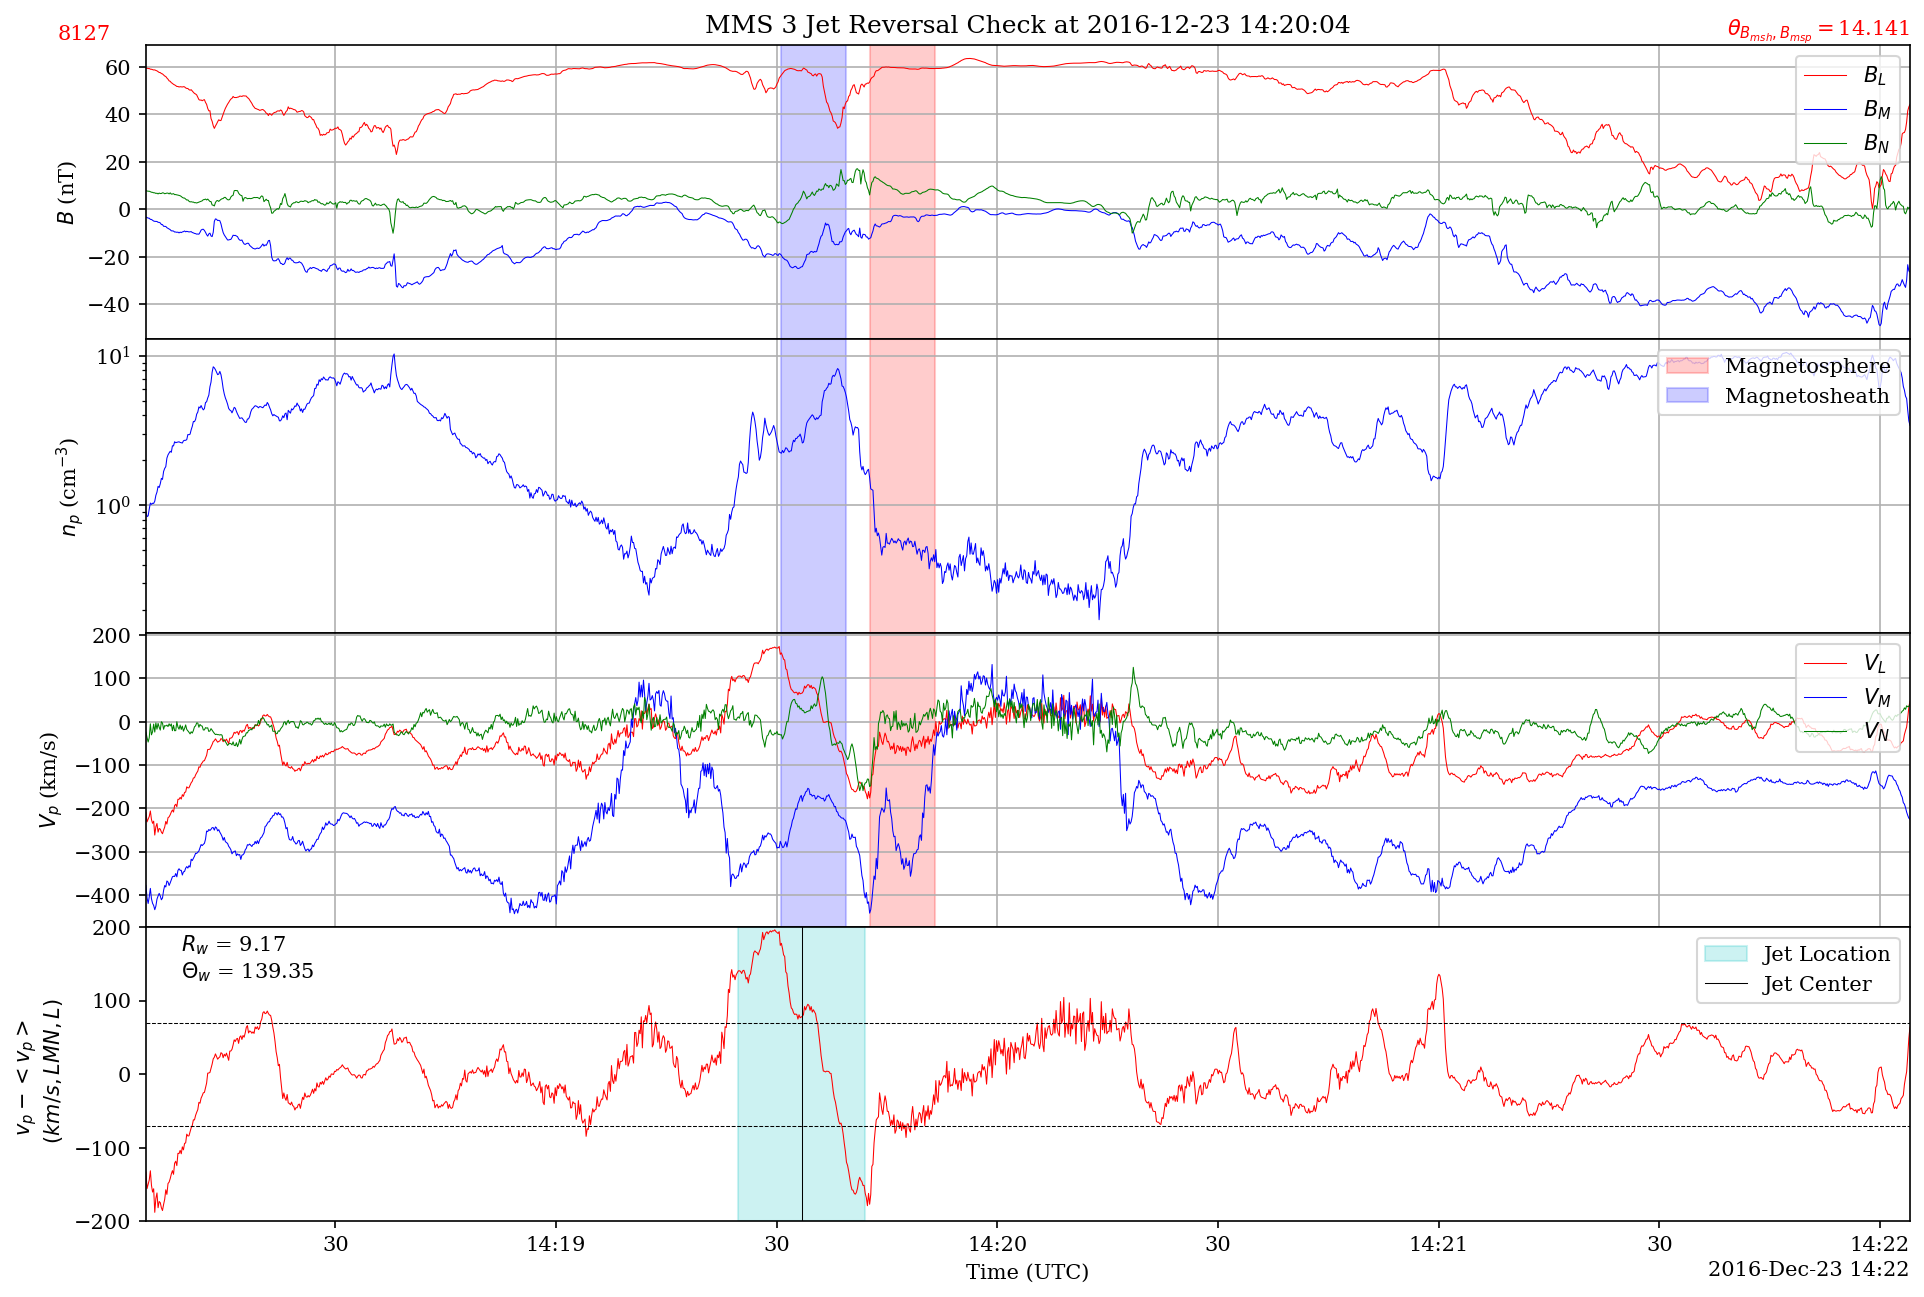 MMS 3 Jet Reversal Check at 2016-12-23 14:20:04
8127
θ_{B_{msh}, B_{msp}} = 14.141
60
40
20
0
−20
−40
B (nT)
B_L
B_M
B_N
10^1
10^0
n_p (cm^{−3})
Magnetosphere
Magnetosheath
200
100
0
−100
−200
−300
−400
V_p (km/s)
V_L
V_M
V_N
200
100
0
−100
−200
v_p − < v_p >
(km/s, LMN, L)
R_w = 9.17
Θ_w = 139.35
Jet Location
Jet Center
30 14:19 30 14:20 30 14:21 30 14:22
Time (UTC)
2016-Dec-23 14:22